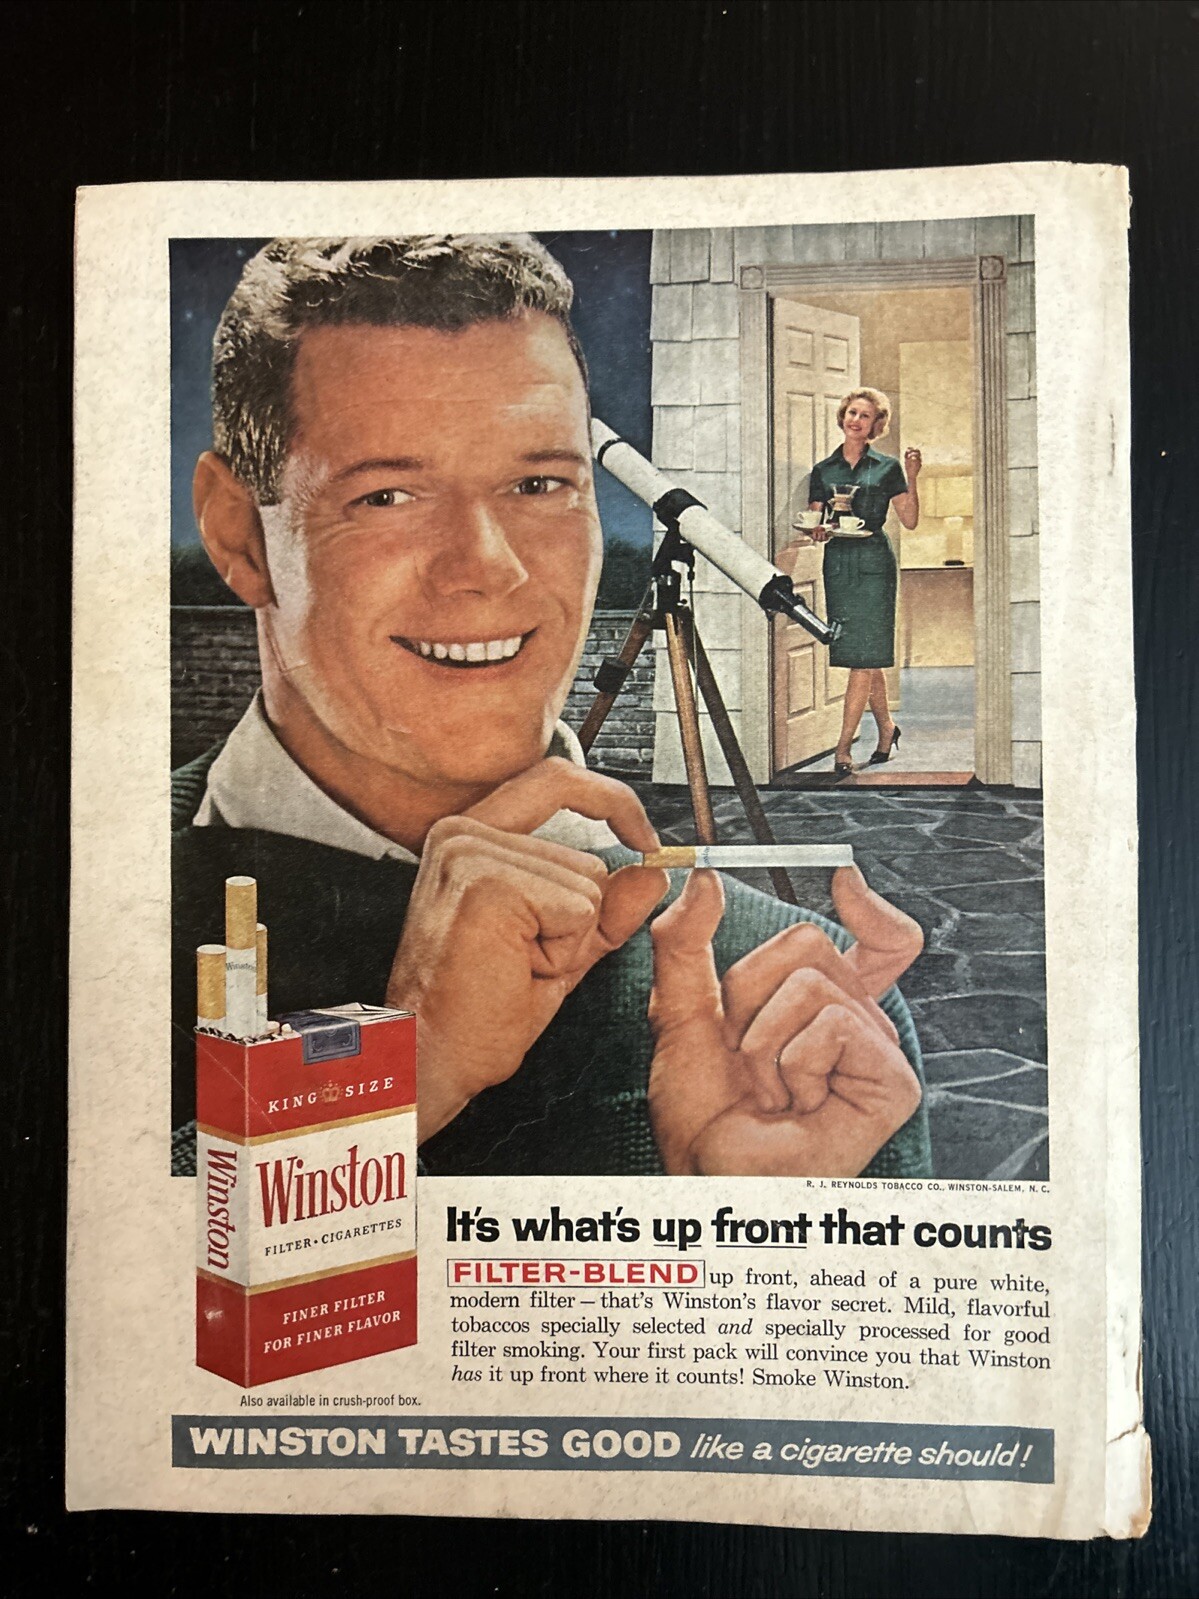 R. J. REYNOLDS TOBACCO CO., WINSTON-SALEM, N. C.
Winston
KING SIZE
Winston
FILTER · CIGARETTES
FINER FILTER
FOR FINER FLAVOR
Winston
Also available in crush-proof box.
It's what's up front that counts
FILTER-BLEND up front, ahead of a pure white,
modern filter — that's Winston's flavor secret. Mild, flavorful
tobaccos specially selected and specially processed for good
filter smoking. Your first pack will convince you that Winston
has it up front where it counts! Smoke Winston.
WINSTON TASTES GOOD like a cigarette should!